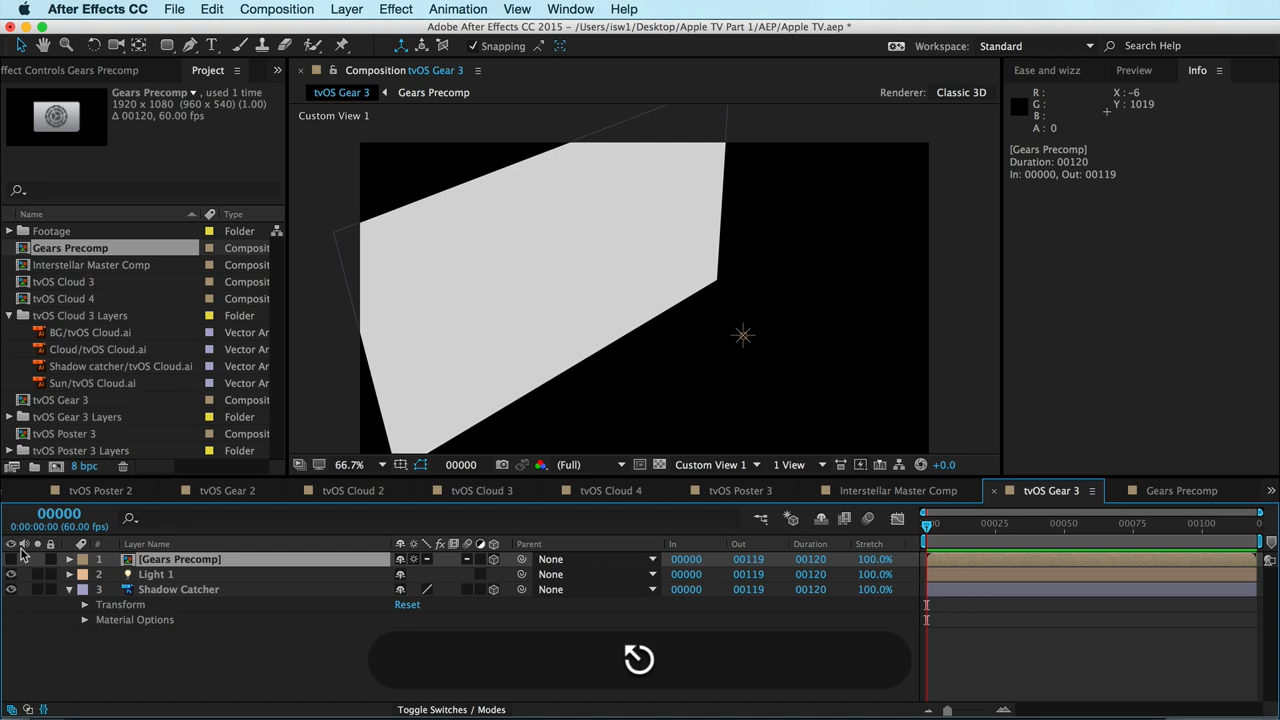 After Effects CC File Edit Composition Layer Effect Animation View Window Help
Adobe After Effects CC 2015 - /Users/isw1/Desktop/Apple TV Part 1/AEP/Apple TV.aep *
Snapping Workspace: Standard Search Help
ffect Controls Gears Precomp Project Composition tvOS Gear 3 Ease and wizz Preview Info
Gears Precomp , used 1 time
1920 x 1080 (960 x 540) (1.00)
Δ 00120, 60.00 fps
tvOS Gear 3 Gears Precomp Renderer: Classic 3D
Custom View 1
R : X : -6
G : Y : 1019
B :
A : 0
[Gears Precomp]
Duration: 00120
In: 00000, Out: 00119
Name Type
Footage Folder
Gears Precomp Composit
Interstellar Master Comp Composit
tvOS Cloud 3 Composit
tvOS Cloud 4 Composit
tvOS Cloud 3 Layers Folder
BG/tvOS Cloud.ai Vector Ar
Cloud/tvOS Cloud.ai Vector Ar
Shadow catcher/tvOS Cloud.ai Vector Ar
Sun/tvOS Cloud.ai Vector Ar
tvOS Gear 3 Composit
tvOS Gear 3 Layers Folder
tvOS Poster 3 Composit
tvOS Poster 3 Layers Folder
8 bpc 66.7% 00000 (Full) Custom View 1 1 View +0.0
tvOS Poster 2 tvOS Gear 2 tvOS Cloud 2 tvOS Cloud 3 tvOS Cloud 4 tvOS Poster 3 Interstellar Master Comp tvOS Gear 3 Gears Precomp
00000
0:00:00:00 (60.00 fps)
00025 00050 00075 00100
# Layer Name Parent In Out Duration Stretch
1 [Gears Precomp] None 00000 00119 00120 100.0%
2 Light 1 None 00000 00119 00120 100.0%
3 Shadow Catcher None 00000 00119 00120 100.0%
Transform Reset
Material Options
Toggle Switches / Modes